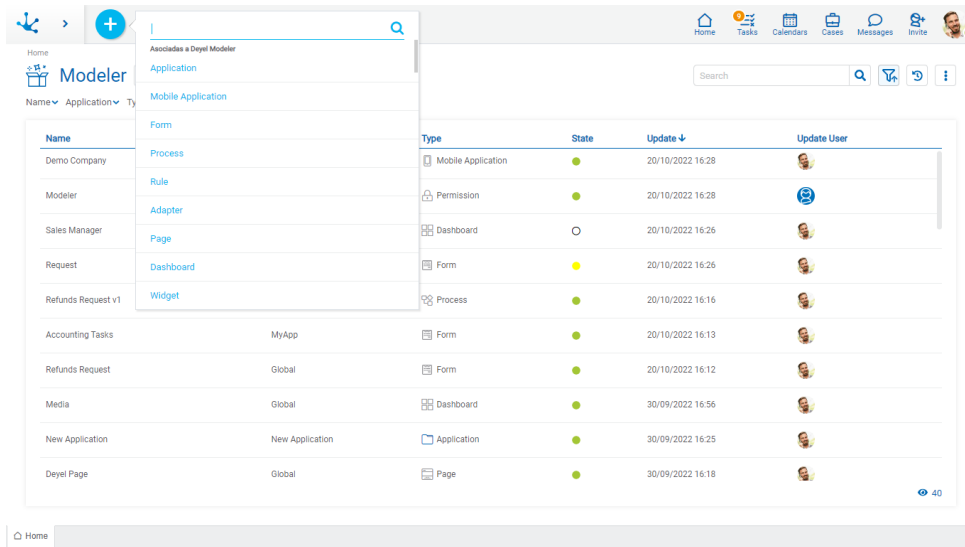 9
Home Tasks Calendars Cases Messages Invite
Asociadas a Deyel Modeler
Application
Mobile Application
Form
Process
Rule
Adapter
Page
Dashboard
Widget
Home
Modeler
Search
Name Application Ty
Name Type State Update Update User
Demo Company Mobile Application 20/10/2022 16:28
Modeler Permission 20/10/2022 16:28
Sales Manager Dashboard 20/10/2022 16:26
Request Form 20/10/2022 16:26
Refunds Request v1 Process 20/10/2022 16:16
Accounting Tasks MyApp Form 20/10/2022 16:13
Refunds Request Global Form 20/10/2022 16:12
Media Global Dashboard 30/09/2022 16:56
New Application New Application Application 30/09/2022 16:25
Deyel Page Global Page 30/09/2022 16:18
40
Home